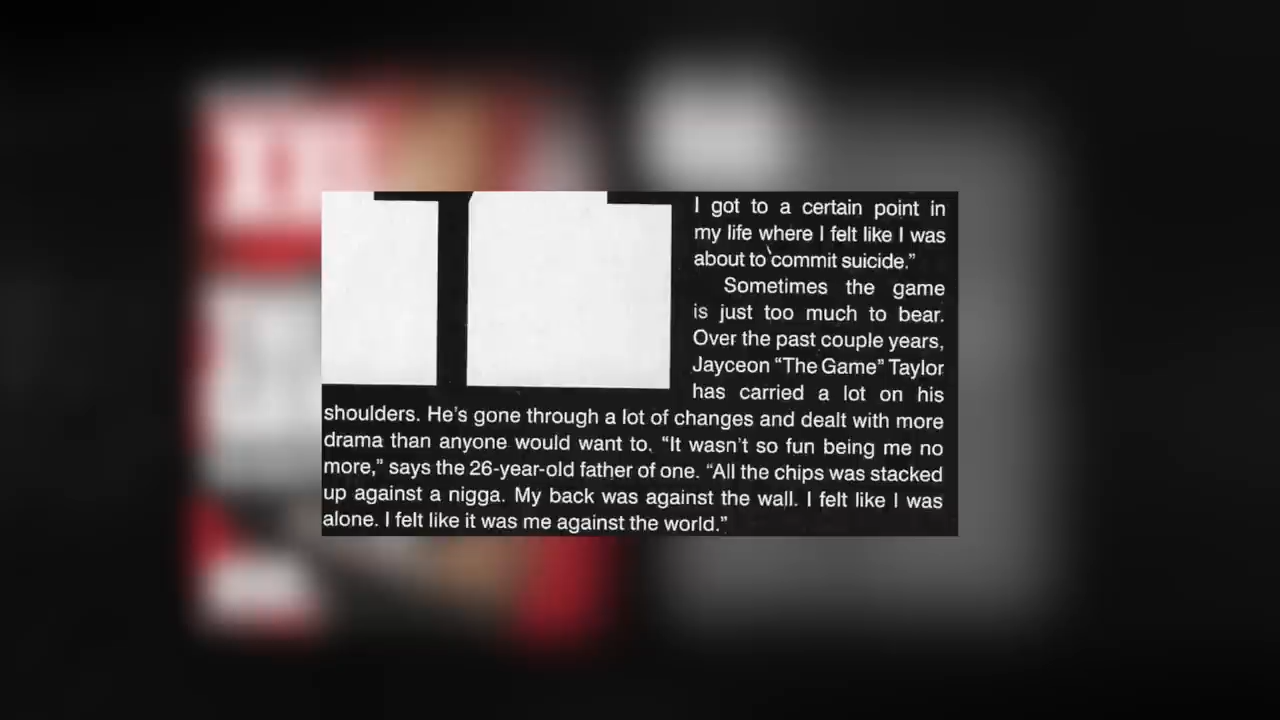 I got to a certain point in
my life where I felt like I was
about to commit suicide.”
Sometimes the game
is just too much to bear.
Over the past couple years,
Jayceon “The Game” Taylor
has carried a lot on his
shoulders. He’s gone through a lot of changes and dealt with more
drama than anyone would want to. “It wasn’t so fun being me no
more,” says the 26-year-old father of one. “All the chips was stacked
up against a nigga. My back was against the wall. I felt like I was
alone. I felt like it was me against the world.”